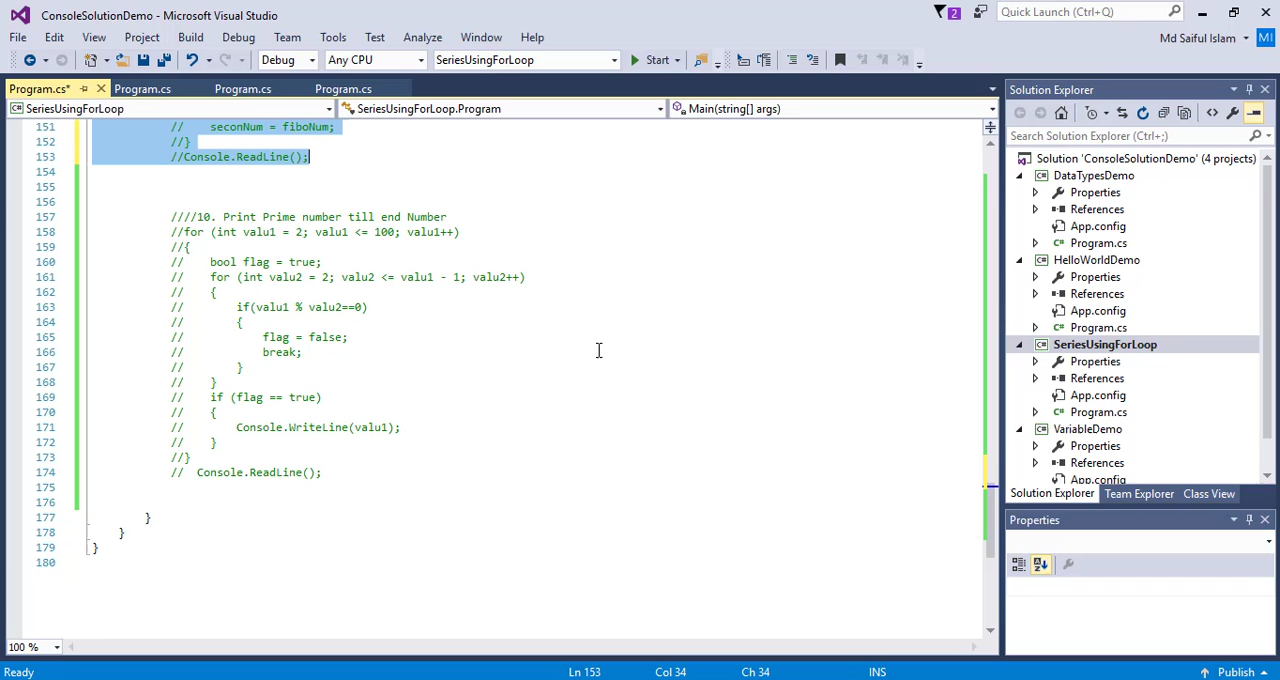 ConsoleSolutionDemo - Microsoft Visual Studio
2
Quick Launch (Ctrl+Q)
File Edit View Project Build Debug Team Tools Test Analyze Window Help
Md Saiful Islam MI
Debug Any CPU SeriesUsingForLoop Start
Program.cs* Program.cs Program.cs Program.cs
SeriesUsingForLoop SeriesUsingForLoop.Program Main(string[] args)
151 // seconNum = fiboNum;
152 //}
153 //Console.ReadLine();
154
155
156
157 ////10. Print Prime number till end Number
158 //for (int valu1 = 2; valu1 <= 100; valu1++)
159 //{
160 // bool flag = true;
161 // for (int valu2 = 2; valu2 <= valu1 - 1; valu2++)
162 // {
163 // if(valu1 % valu2==0)
164 // {
165 // flag = false;
166 // break;
167 // }
168 // }
169 // if (flag == true)
170 // {
171 // Console.WriteLine(valu1);
172 // }
173 //}
174 // Console.ReadLine();
175
176
177 }
178 }
179 }
180
100 %
Solution Explorer
Search Solution Explorer (Ctrl+;)
Solution 'ConsoleSolutionDemo' (4 projects)
C# DataTypesDemo
Properties
References
App.config
C# Program.cs
C# HelloWorldDemo
Properties
References
App.config
C# Program.cs
C# SeriesUsingForLoop
Properties
References
App.config
C# Program.cs
C# VariableDemo
Properties
References
App.config
Solution Explorer Team Explorer Class View
Properties
Ready Ln 153 Col 34 Ch 34 INS Publish